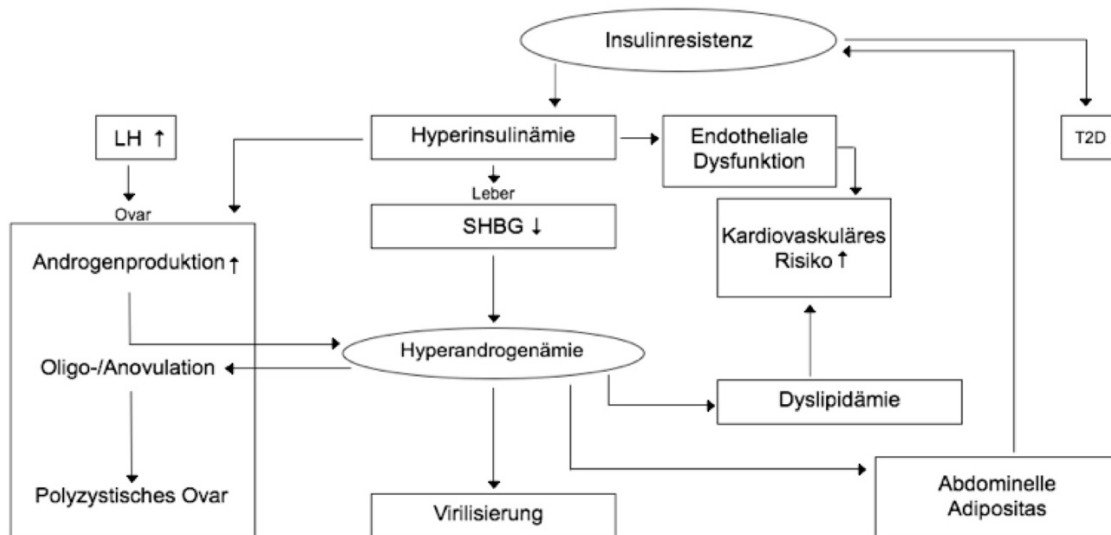 Insulinresistenz
LH ↑
Hyperinsulinämie
Endotheliale
Dysfunktion
T2D
Leber
Ovar
SHBG ↓
Kardiovaskuläres
Risiko ↑
Androgenproduktion ↑
Hyperandrogenämie
Oligo-/Anovulation
Dyslipidämie
Polyzystisches Ovar
Virilisierung
Abdominelle
Adipositas